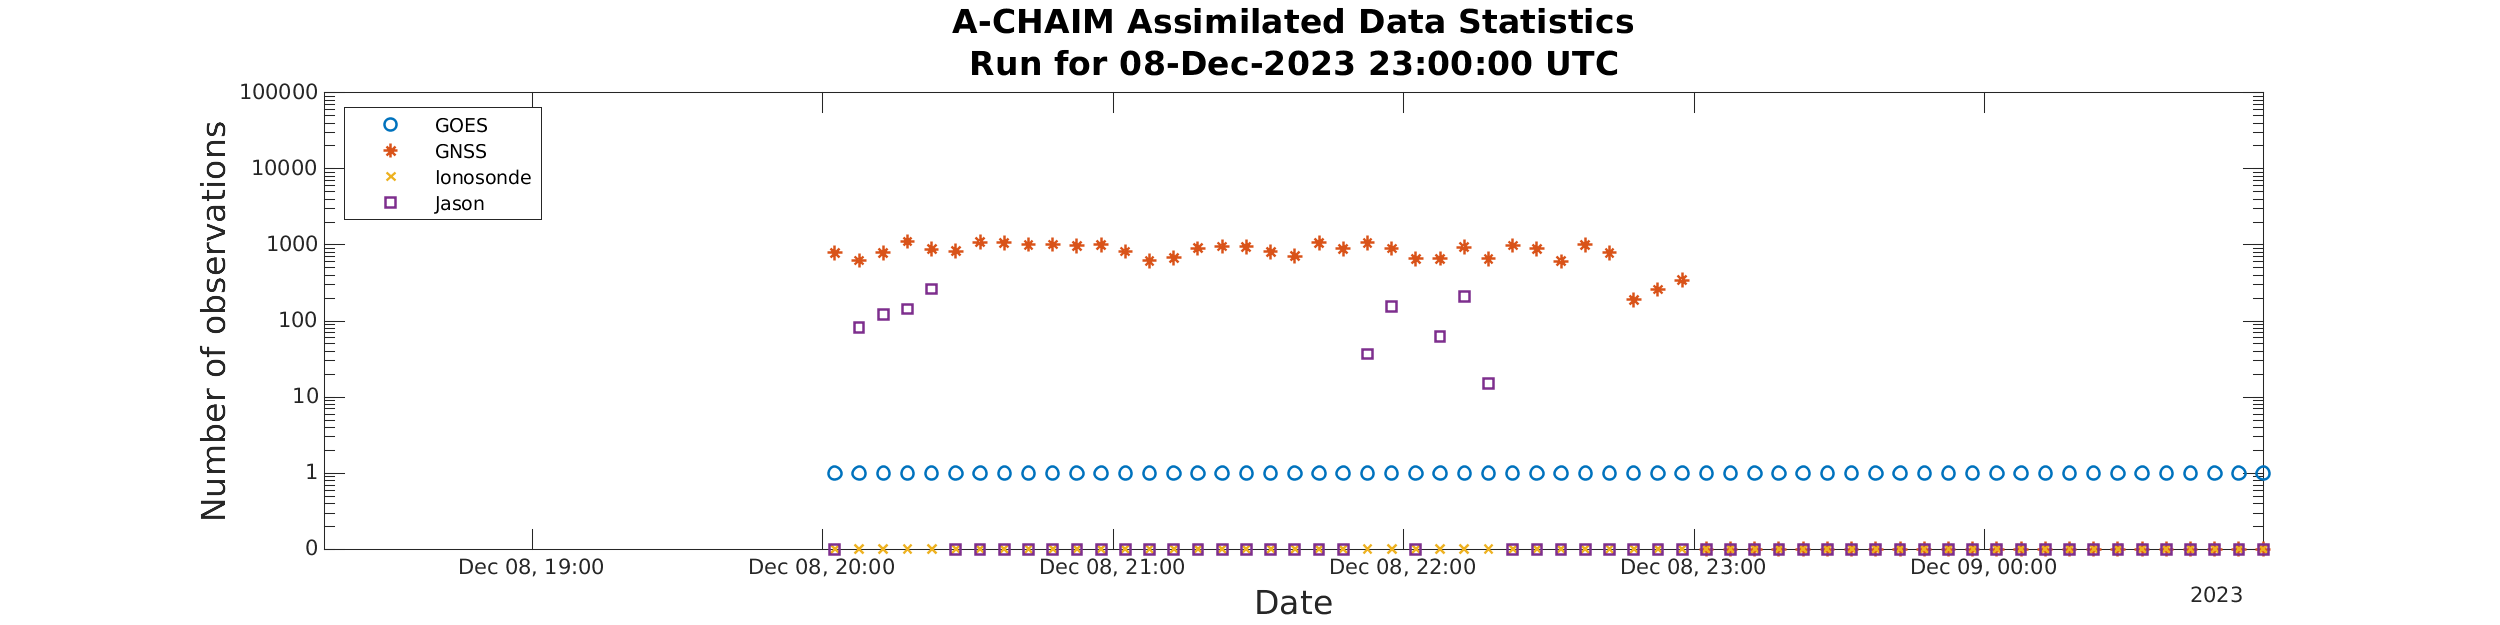 A-CHAIM Assimilated Data Statistics
Run for 08-Dec-2023 23:00:00 UTC
Number of observations
100000
10000
1000
100
10
1
0
GOES
GNSS
Ionosonde
Jason
Dec 08, 19:00 Dec 08, 20:00 Dec 08, 21:00 Dec 08, 22:00 Dec 08, 23:00 Dec 09, 00:00
2023
Date